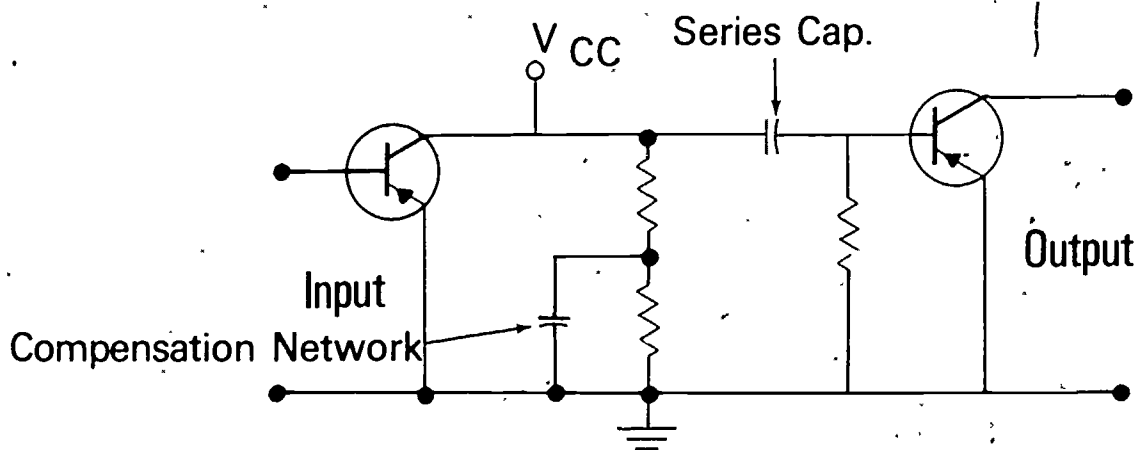 V CC
Series Cap.
Input
Output
Compensation Network